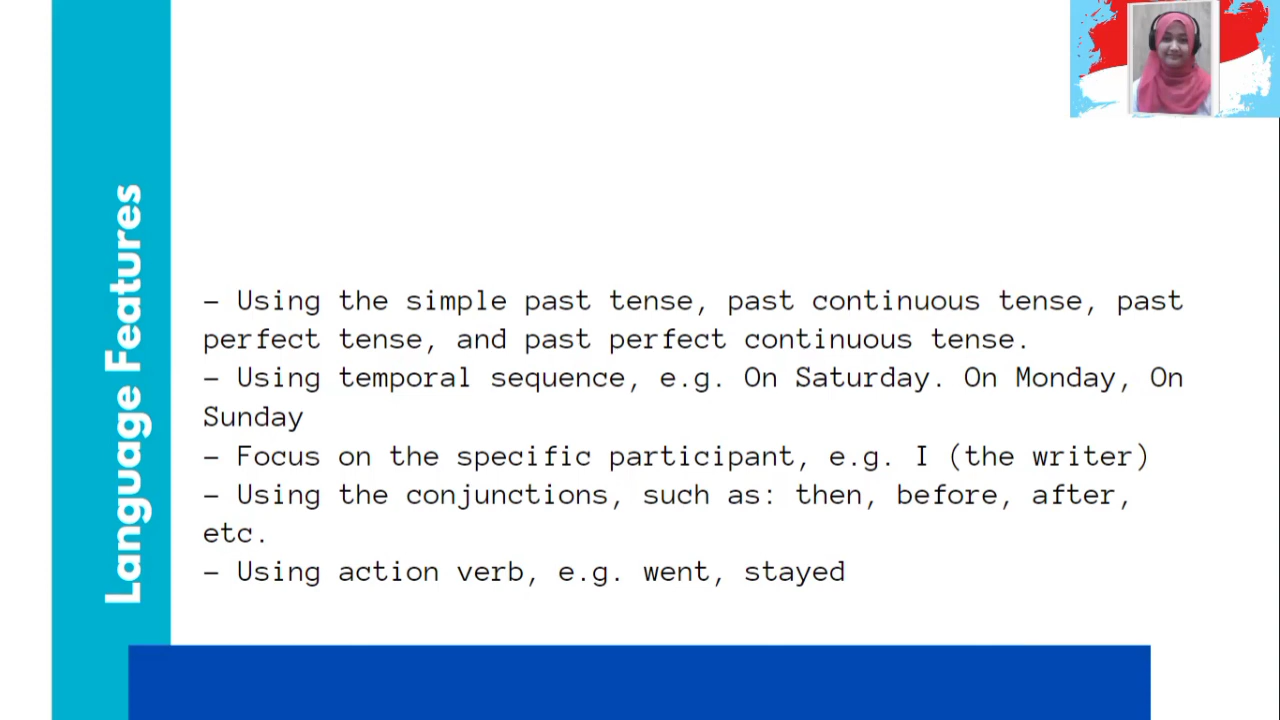 Language Features
- Using the simple past tense, past continuous tense, past
perfect tense, and past perfect continuous tense.
- Using temporal sequence, e.g. On Saturday. On Monday, On
Sunday
- Focus on the specific participant, e.g. I (the writer)
- Using the conjunctions, such as: then, before, after,
etc.
- Using action verb, e.g. went, stayed